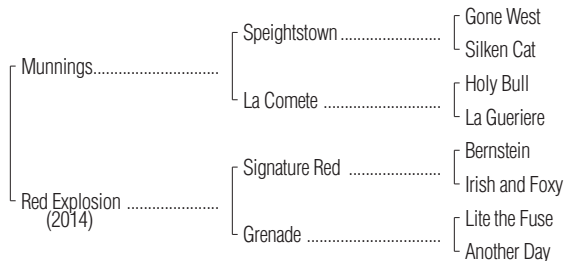 Gone West
Speightstown ....................
Silken Cat
Munnings..........................
Holy Bull
La Comete ........................
La Gueriere
Bernstein
Signature Red ..................
Irish and Foxy
Red Explosion ...................
(2014)
Lite the Fuse
Grenade ...........................
Another Day